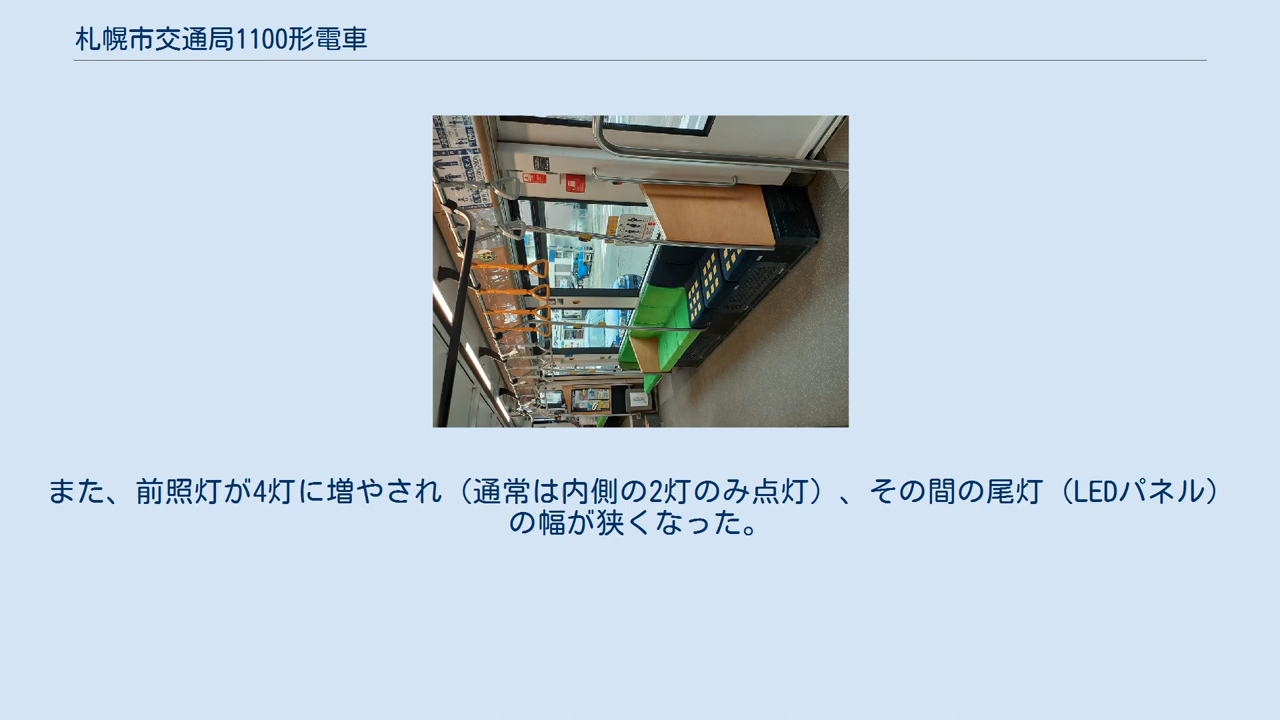 札幌市交通局1100形電車
また、前照灯が4灯に増やされ（通常は内側の2灯のみ点灯）、その間の尾灯（LEDパネル）
の幅が狭くなった。